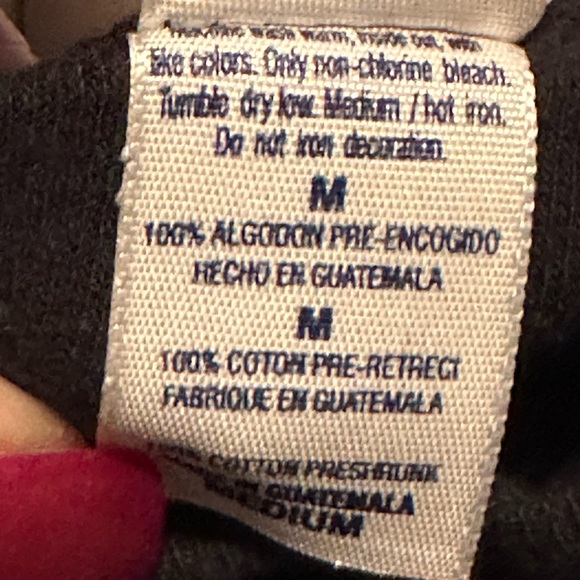 Machine wash warm, inside out, with
like colors. Only non-chlorine bleach.
Tumble dry low. Medium / hot iron.
Do not iron decoration.
M
100% ALGODON PRE-ENCOGIDO
HECHO EN GUATEMALA
M
100% COTON PRE-RETRECI
FABRIQUE EN GUATEMALA
COTTON PRESHRUNK
GUATEMALA
MEDIUM